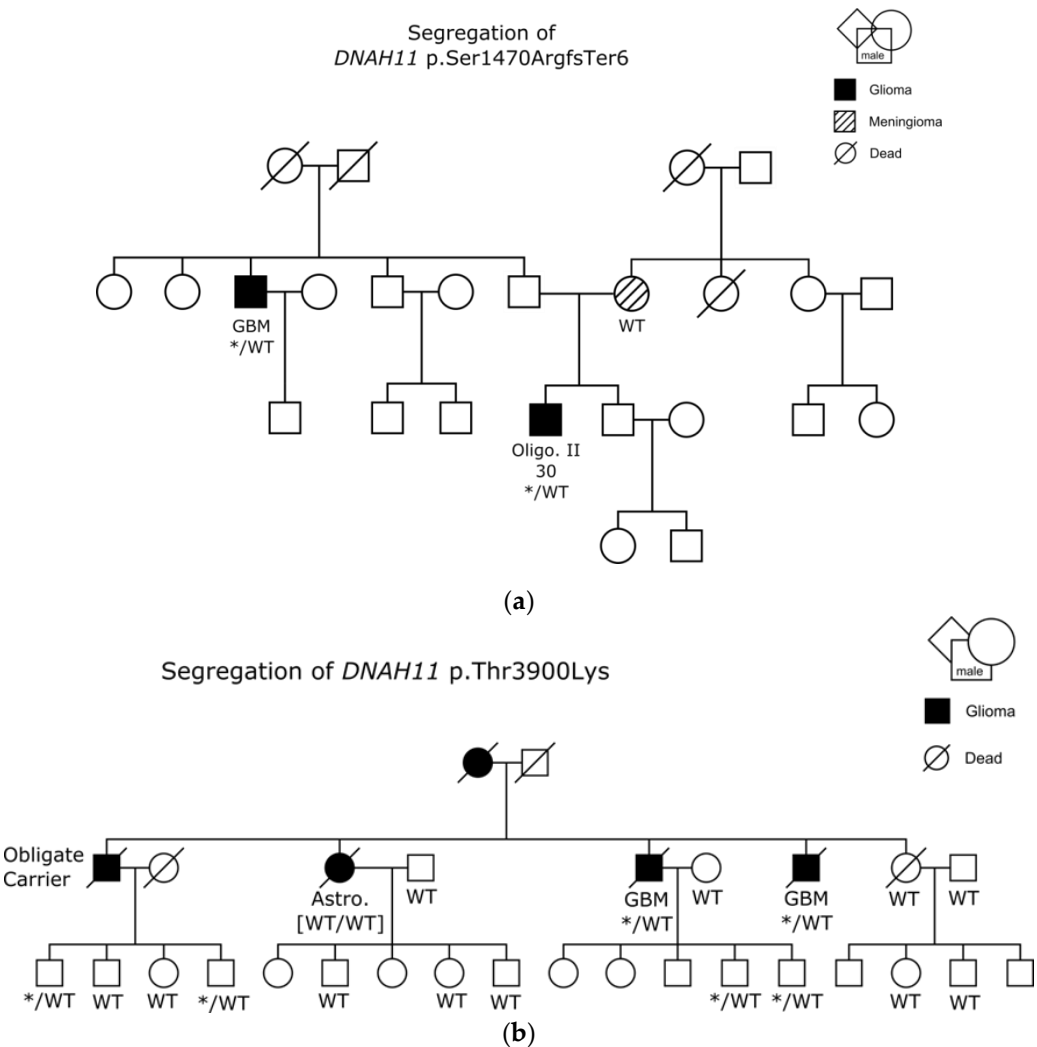 Segregation of
DNAH11 p.Ser1470ArgfsTer6
male
Glioma
Meningioma
Dead
GBM
*/WT
WT
Oligo. II
30
*/WT
(a)
Segregation of DNAH11 p.Thr3900Lys
male
Glioma
Dead
Obligate
Carrier
Astro.
[WT/WT]
WT
GBM
*/WT
WT
GBM
*/WT
WT
WT
*/WT WT WT */WT WT WT WT */WT */WT WT WT
(b)